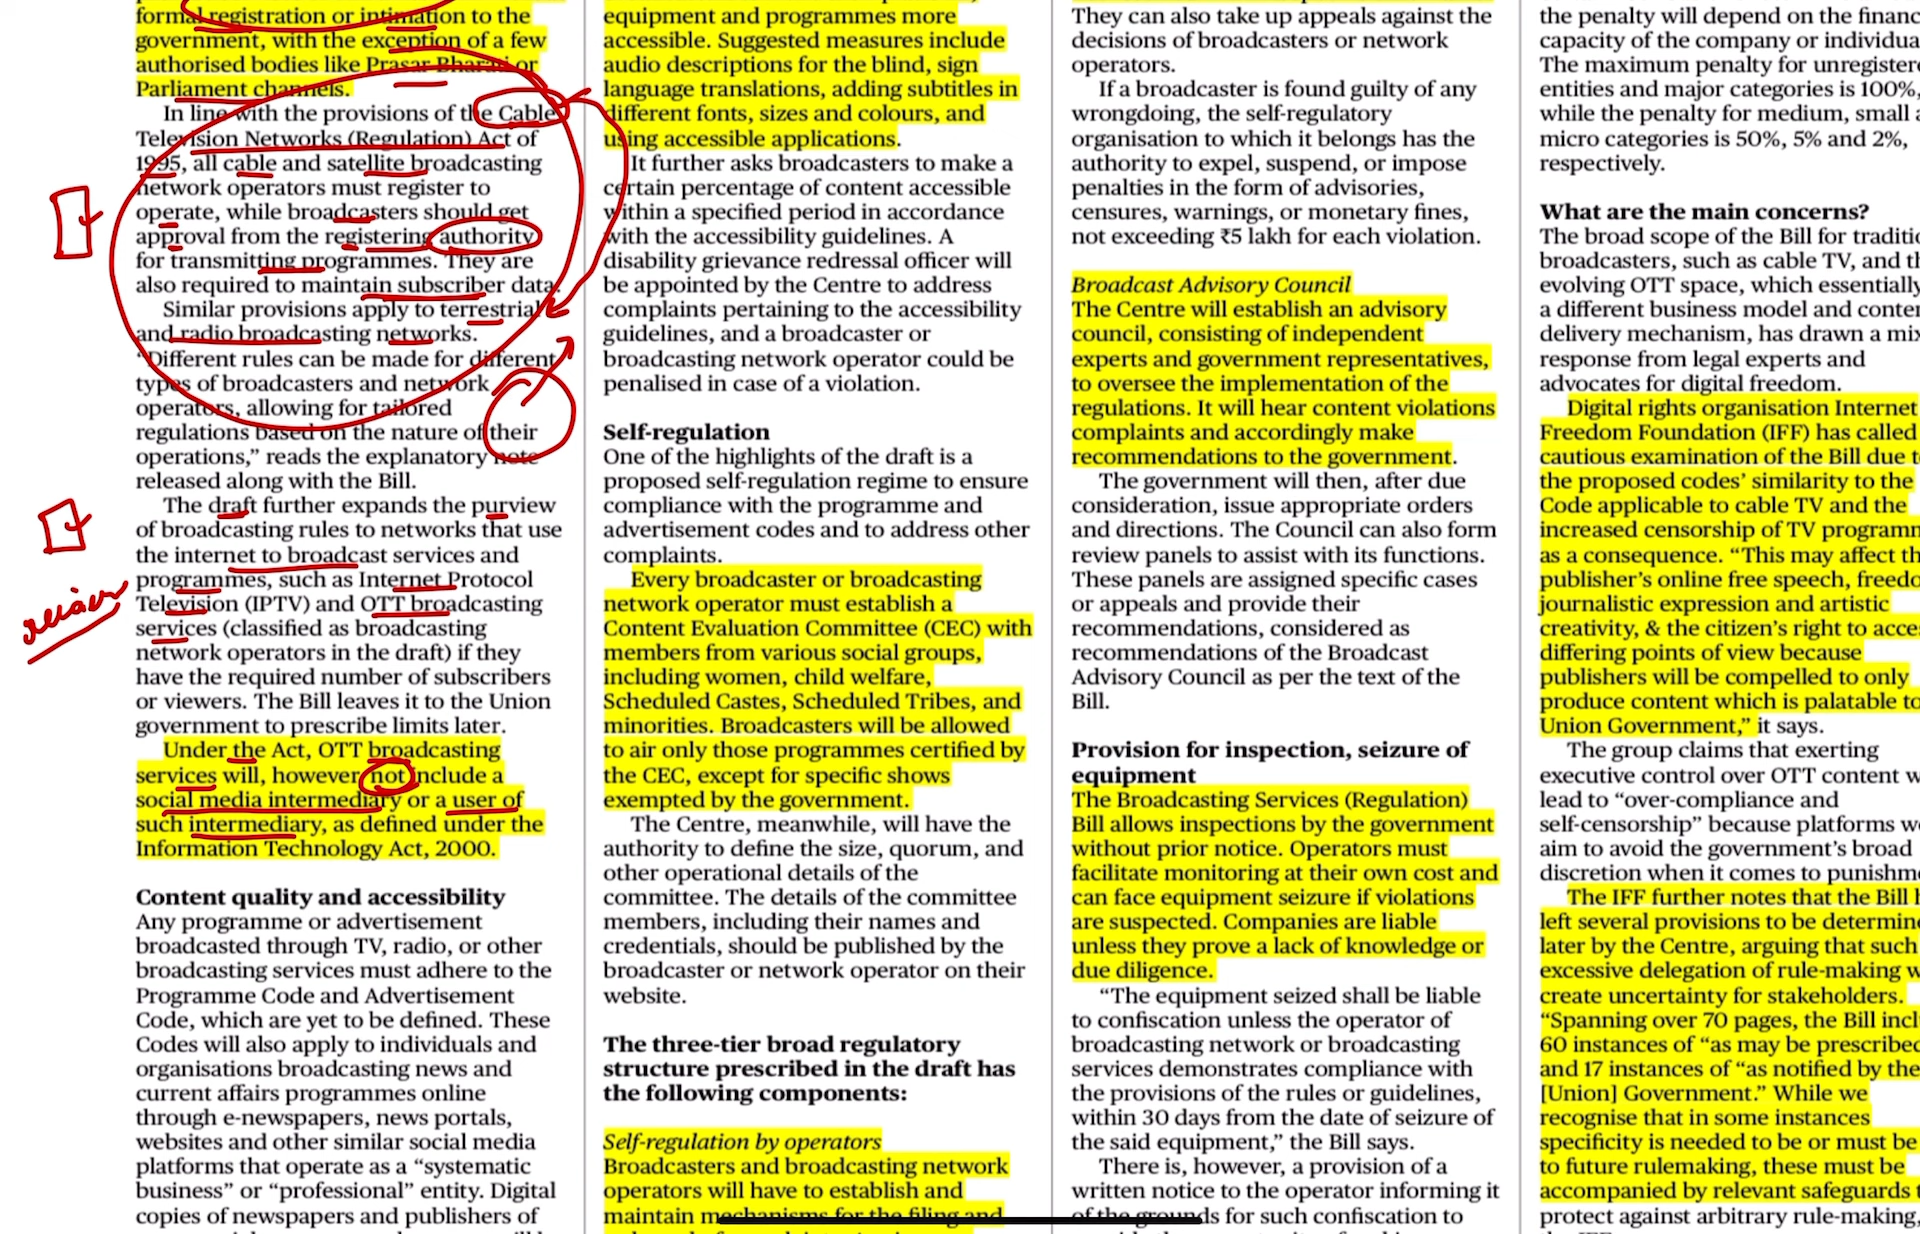 formal registration or intimation to the
government, with the exception of a few
authorised bodies like Prasar Bharati or
Parliament channels.
In line with the provisions of the Cable
Television Networks (Regulation) Act of
1995, all cable and satellite broadcasting
network operators must register to
operate, while broadcasters should get
approval from the registering authority
for transmitting programmes. They are
also required to maintain subscriber data.
Similar provisions apply to terrestrial
and radio broadcasting networks.
“Different rules can be made for different
types of broadcasters and network
operators, allowing for tailored
regulations based on the nature of their
operations,” reads the explanatory note
released along with the Bill.
The draft further expands the purview
of broadcasting rules to networks that use
the internet to broadcast services and
programmes, such as Internet Protocol
Television (IPTV) and OTT broadcasting
services (classified as broadcasting
network operators in the draft) if they
have the required number of subscribers
or viewers. The Bill leaves it to the Union
government to prescribe limits later.
Under the Act, OTT broadcasting
services will, however not include a
social media intermediary or a user of
such intermediary, as defined under the
Information Technology Act, 2000.
Content quality and accessibility
Any programme or advertisement
broadcasted through TV, radio, or other
broadcasting services must adhere to the
Programme Code and Advertisement
Code, which are yet to be defined. These
Codes will also apply to individuals and
organisations broadcasting news and
current affairs programmes online
through e-newspapers, news portals,
websites and other similar social media
platforms that operate as a “systematic
business” or “professional” entity. Digital
copies of newspapers and publishers of
equipment and programmes more
accessible. Suggested measures include
audio descriptions for the blind, sign
language translations, adding subtitles in
different fonts, sizes and colours, and
using accessible applications.
It further asks broadcasters to make a
certain percentage of content accessible
within a specified period in accordance
with the accessibility guidelines. A
disability grievance redressal officer will
be appointed by the Centre to address
complaints pertaining to the accessibility
guidelines, and a broadcaster or
broadcasting network operator could be
penalised in case of a violation.
Self-regulation
One of the highlights of the draft is a
proposed self-regulation regime to ensure
compliance with the programme and
advertisement codes and to address other
complaints.
Every broadcaster or broadcasting
network operator must establish a
Content Evaluation Committee (CEC) with
members from various social groups,
including women, child welfare,
Scheduled Castes, Scheduled Tribes, and
minorities. Broadcasters will be allowed
to air only those programmes certified by
the CEC, except for specific shows
exempted by the government.
The Centre, meanwhile, will have the
authority to define the size, quorum, and
other operational details of the
committee. The details of the committee
members, including their names and
credentials, should be published by the
broadcaster or network operator on their
website.
The three-tier broad regulatory
structure prescribed in the draft has
the following components:
Self-regulation by operators
Broadcasters and broadcasting network
operators will have to establish and
maintain mechanisms for the filing and
They can also take up appeals against the
decisions of broadcasters or network
operators.
If a broadcaster is found guilty of any
wrongdoing, the self-regulatory
organisation to which it belongs has the
authority to expel, suspend, or impose
penalties in the form of advisories,
censures, warnings, or monetary fines,
not exceeding ₹5 lakh for each violation.
Broadcast Advisory Council
The Centre will establish an advisory
council, consisting of independent
experts and government representatives,
to oversee the implementation of the
regulations. It will hear content violations
complaints and accordingly make
recommendations to the government.
The government will then, after due
consideration, issue appropriate orders
and directions. The Council can also form
review panels to assist with its functions.
These panels are assigned specific cases
or appeals and provide their
recommendations, considered as
recommendations of the Broadcast
Advisory Council as per the text of the
Bill.
Provision for inspection, seizure of
equipment
The Broadcasting Services (Regulation)
Bill allows inspections by the government
without prior notice. Operators must
facilitate monitoring at their own cost and
can face equipment seizure if violations
are suspected. Companies are liable
unless they prove a lack of knowledge or
due diligence.
“The equipment seized shall be liable
to confiscation unless the operator of
broadcasting network or broadcasting
services demonstrates compliance with
the provisions of the rules or guidelines,
within 30 days from the date of seizure of
the said equipment,” the Bill says.
There is, however, a provision of a
written notice to the operator informing it
of the grounds for such confiscation to
the penalty will depend on the financ
capacity of the company or individua
The maximum penalty for unregistere
entities and major categories is 100%,
while the penalty for medium, small a
micro categories is 50%, 5% and 2%,
respectively.
What are the main concerns?
The broad scope of the Bill for traditio
broadcasters, such as cable TV, and th
evolving OTT space, which essentially
a different business model and conten
delivery mechanism, has drawn a mix
response from legal experts and
advocates for digital freedom.
Digital rights organisation Internet
Freedom Foundation (IFF) has called
cautious examination of the Bill due to
the proposed codes’ similarity to the
Code applicable to cable TV and the
increased censorship of TV programm
as a consequence. “This may affect th
publisher’s online free speech, freedo
journalistic expression and artistic
creativity, & the citizen’s right to acce
differing points of view because
publishers will be compelled to only
produce content which is palatable to
Union Government,” it says.
The group claims that exerting
executive control over OTT content w
lead to “over-compliance and
self-censorship” because platforms wo
aim to avoid the government’s broad
discretion when it comes to punishme
The IFF further notes that the Bill h
left several provisions to be determine
later by the Centre, arguing that such
excessive delegation of rule-making w
create uncertainty for stakeholders.
“Spanning over 70 pages, the Bill incl
60 instances of “as may be prescribed
and 17 instances of “as notified by the
[Union] Government.” While we
recognise that in some instances
specificity is needed to be or must be
to future rulemaking, these must be
accompanied by relevant safeguards t
protect against arbitrary rule-making,